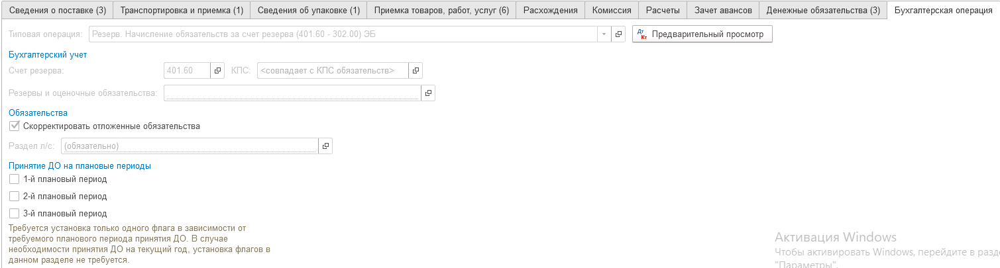 Сведения о поставке (3) Транспортировка и приемка (1) Сведения об упаковке (1) Приемка товаров, работ, услуг (6) Расхождения Комиссия Расчеты Зачет авансов Денежные обязательства (3) Бухгалтерская операция
Типовая операция: Резерв. Начисление обязательств за счет резерва (401.60 - 302.00) ЭБ Дт Кт Предварительный просмотр
Бухгалтерский учет
Счет резерва: 401.60 КПС: <совпадает с КПС обязательств>
Резервы и оценочные обязательства:
Обязательства
Скорректировать отложенные обязательства
Раздел л/с: (обязательно)
Принятие ДО на плановые периоды
1-й плановый период
2-й плановый период
3-й плановый период
Требуется установка только одного флага в зависимости от
требуемого планового периода принятия ДО. В случае
необходимости принятия ДО на текущий год, установка флагов в
данном разделе не требуется.
Активация Windows
Чтобы активировать Windows, перейдите в разде
"Параметры".